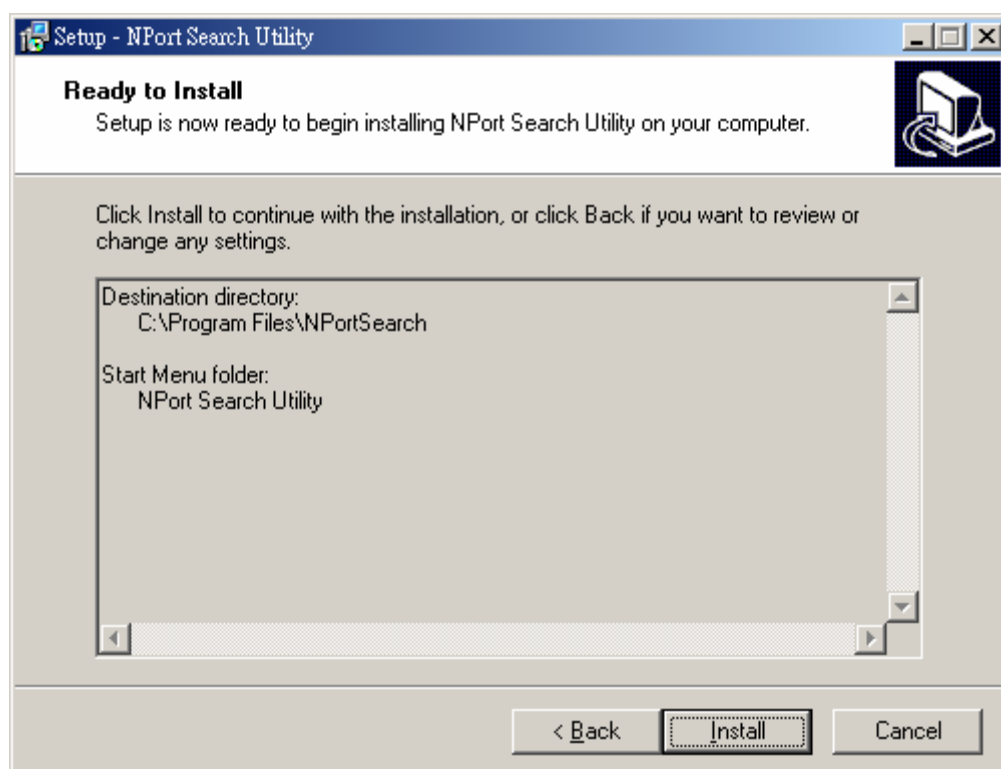 Setup - NPort Search Utility
Ready to Install
Setup is now ready to begin installing NPort Search Utility on your computer.
Click Install to continue with the installation, or click Back if you want to review or
change any settings.
Destination directory:
C:\Program Files\NPortSearch
Start Menu folder:
NPort Search Utility
< Back
Install
Cancel